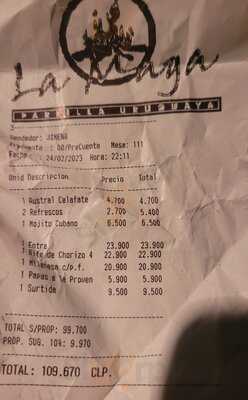 La Maga
PARRILLA URUGUAYA
Vendedor: JIMENA
: 00/PreCuenta Mesa: 111
Fecha : 24/02/2023 Hora: 22:11
Unid Descripcion Precio Total
1 Austral Calafate 4.700 4.700
2 Refrescos 2.700 5.400
1 Mojito Cubano 6.500 6.500
1 Entra 23.900 23.900
1 Bife de Chorizo 4 22.900 22.900
1 Milanesa c/p.f. 20.900 20.900
1 Papas a la Proven 5.900 5.900
1 Surtida 9.500 9.500
TOTAL S/PROP: 99.700
PROP. SUG. 10%: 9.970
TOTAL: 109.670 CLP.